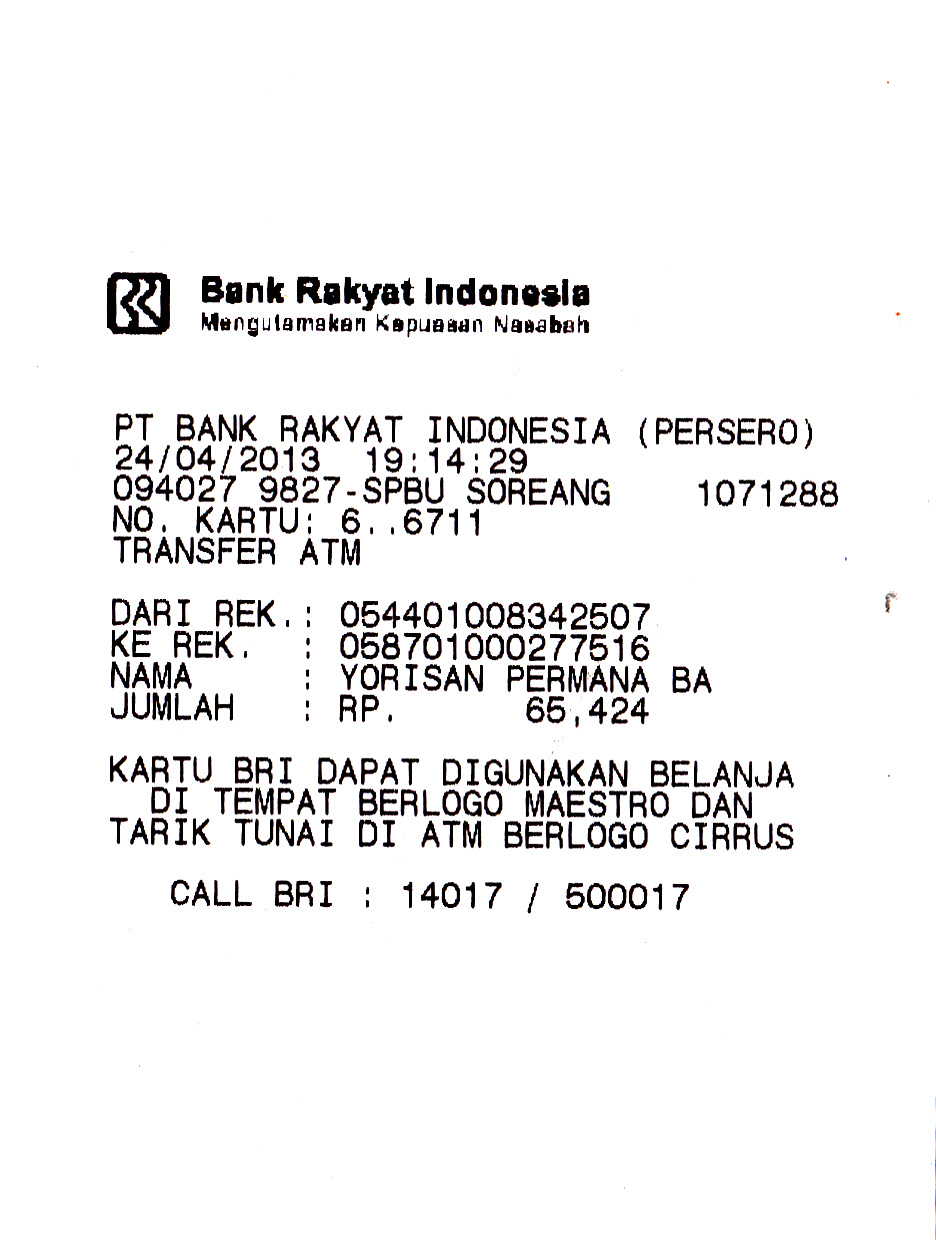 Bank Rakyat Indonesia
Mengutamakan Kepuasan Nasabah
PT BANK RAKYAT INDONESIA (PERSERO)
24/04/2013 19:14:29
094027 9827-SPBU SOREANG 1071288
NO. KARTU: 6..6711
TRANSFER ATM
DARI REK.: 054401008342507
KE REK. : 058701000277516
NAMA : YORISAN PERMANA BA
JUMLAH : RP. 65,424
KARTU BRI DAPAT DIGUNAKAN BELANJA
DI TEMPAT BERLOGO MAESTRO DAN
TARIK TUNAI DI ATM BERLOGO CIRRUS
CALL BRI : 14017 / 500017